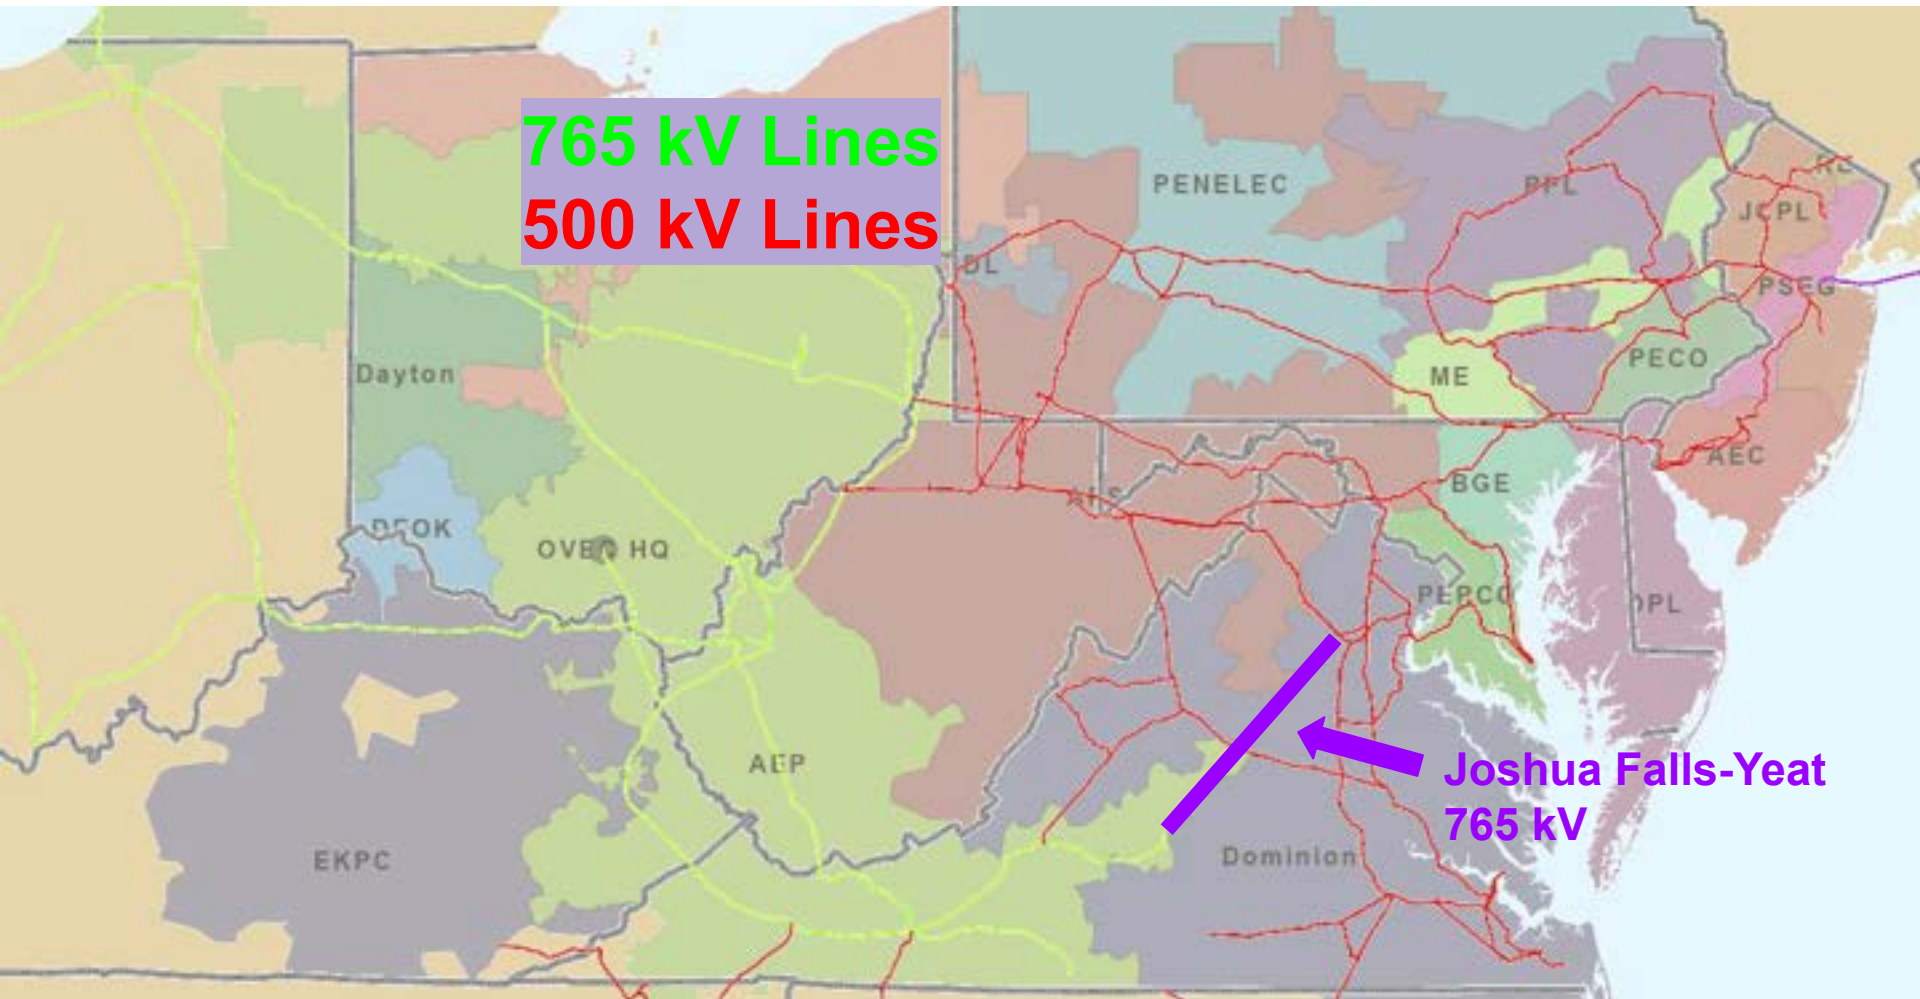 765 kV Lines
500 kV Lines
PENELEC
PPL
JCPL
DL
PSEG
Dayton
ME
PECO
AEC
BGE
DEOK
OVEC HQ
PEPCO
DPL
AEP
Joshua Falls-Yeat
765 kV
EKPC
Dominion